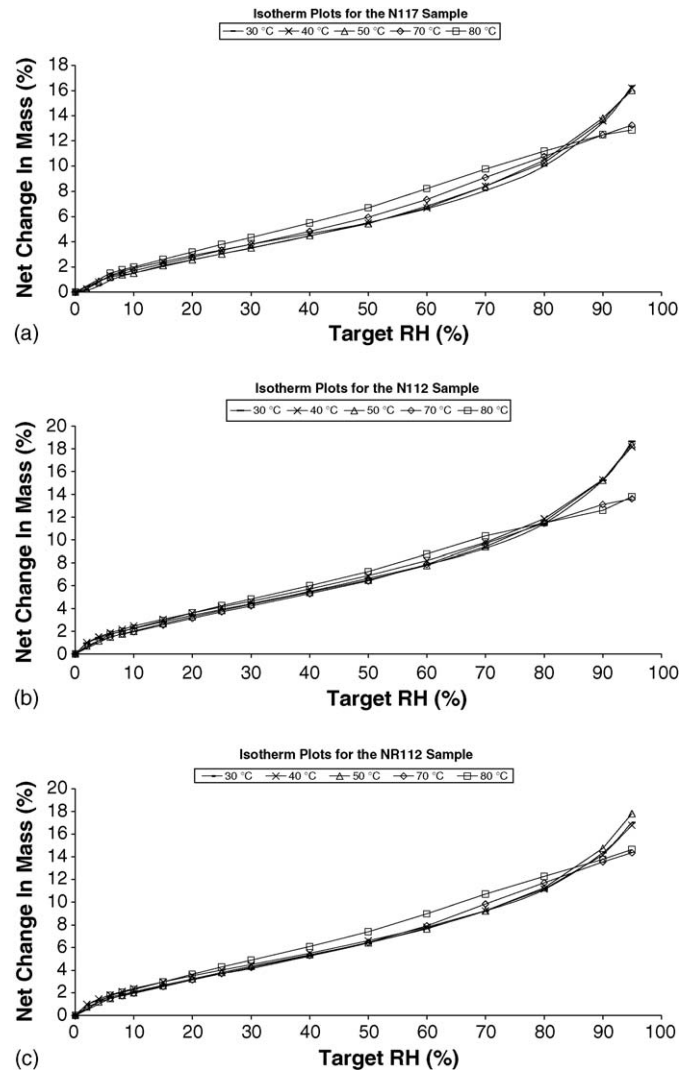 Isotherm Plots for the N117 Sample
30 °C 40 °C 50 °C 70 °C 80 °C
Net Change In Mass (%)
18
16
14
12
10
8
6
4
2
0
0 10 20 30 40 50 60 70 80 90 100
Target RH (%)
(a)
Isotherm Plots for the N112 Sample
30 °C 40 °C 50 °C 70 °C 80 °C
Net Change In Mass (%)
20
18
16
14
12
10
8
6
4
2
0
0 10 20 30 40 50 60 70 80 90 100
Target RH (%)
(b)
Isotherm Plots for the NR112 Sample
30 °C 40 °C 50 °C 70 °C 80 °C
Net Change In Mass (%)
20
18
16
14
12
10
8
6
4
2
0
0 10 20 30 40 50 60 70 80 90 100
Target RH (%)
(c)